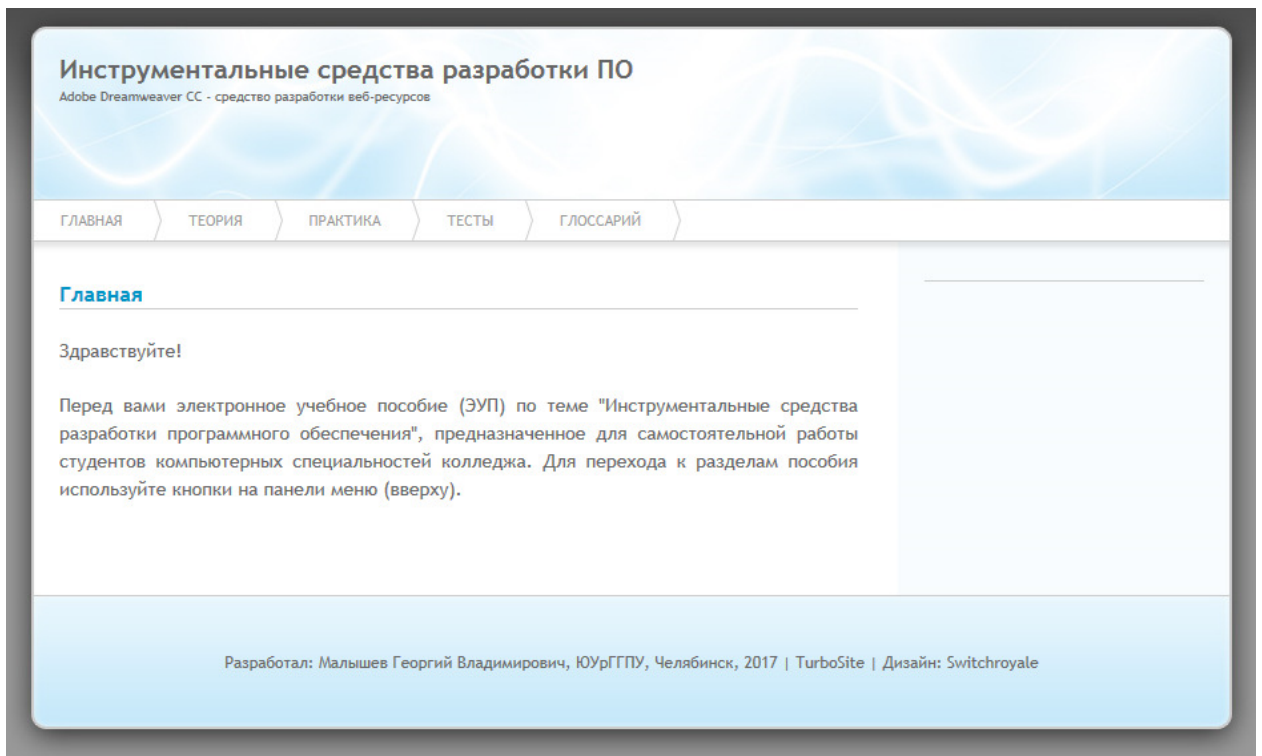 Инструментальные средства разработки ПО
Adobe Dreamweaver CC - средство разработки веб-ресурсов
ГЛАВНАЯ ТЕОРИЯ ПРАКТИКА ТЕСТЫ ГЛОССАРИЙ
Главная
Здравствуйте!
Перед вами электронное учебное пособие (ЭУП) по теме "Инструментальные средства
разработки программного обеспечения", предназначенное для самостоятельной работы
студентов компьютерных специальностей колледжа. Для перехода к разделам пособия
используйте кнопки на панели меню (вверху).
Разработал: Малышев Георгий Владимирович, ЮУрГГПУ, Челябинск, 2017 | TurboSite | Дизайн: Switchroyale